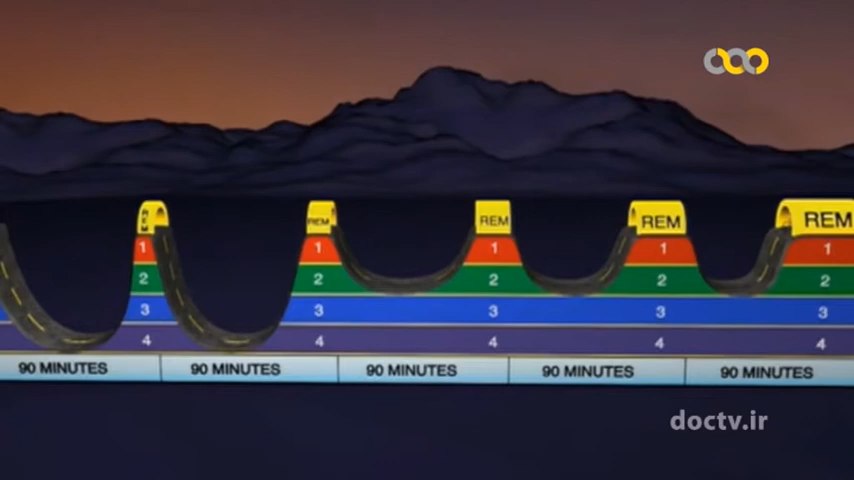 REM REM REM REM REM
1 1 1 1 1
2 2 2 2 2
3 3 3 3 3
4 4 4 4 4
90 MINUTES 90 MINUTES 90 MINUTES 90 MINUTES 90 MINUTES
doctv.ir